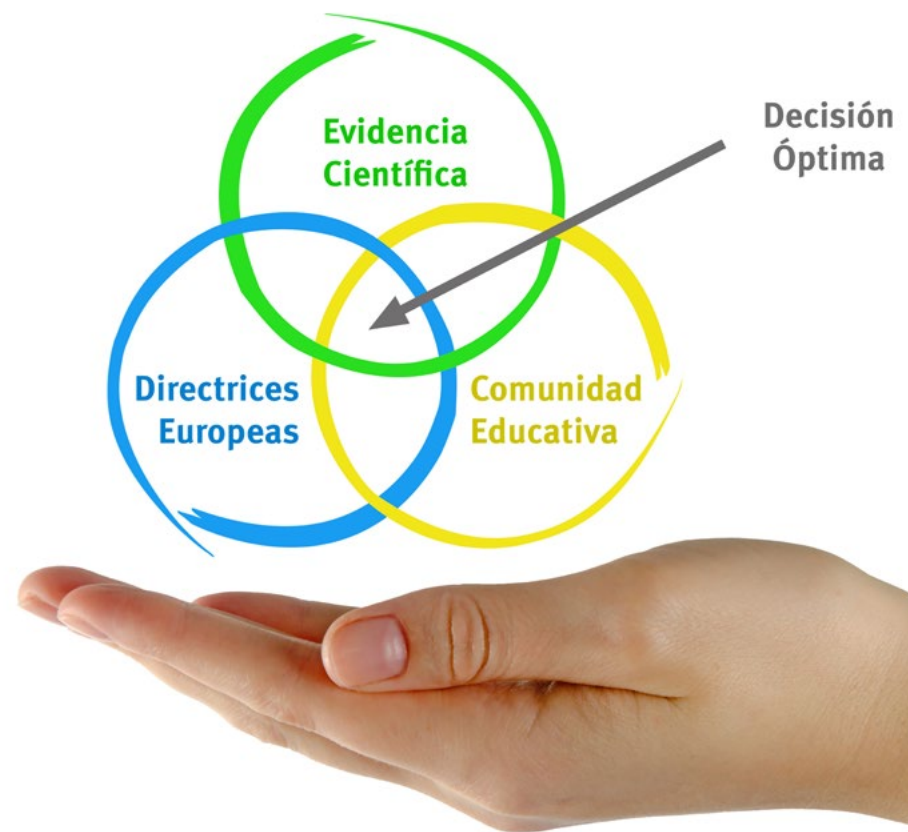 Evidencia
Científica
Decisión
Óptima
Directrices
Europeas
Comunidad
Educativa